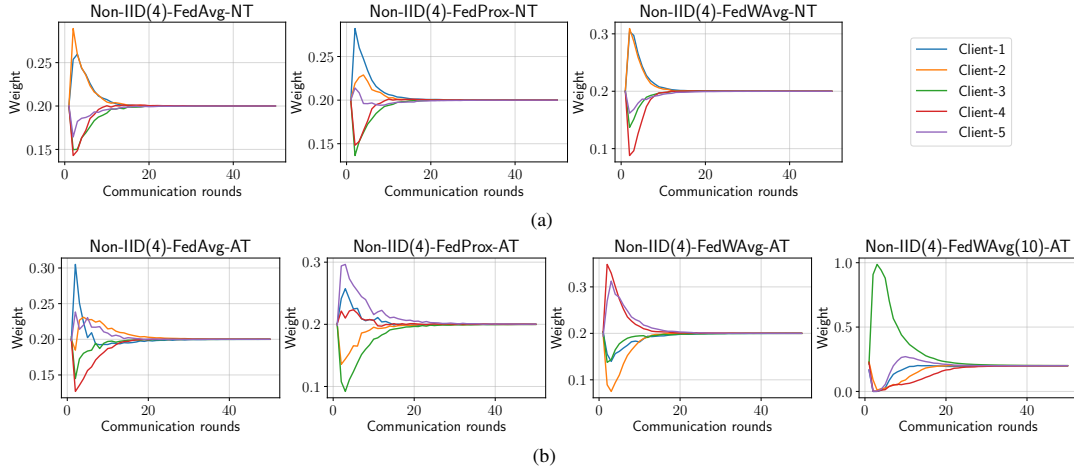 Non-IID(4)-FedAvg-NT
Non-IID(4)-FedProx-NT
Non-IID(4)-FedWAvg-NT
Weight
0.25
0.20
0.15
0
20
40
Communication rounds
Weight
0.25
0.20
0.15
0
20
40
Communication rounds
Weight
0.3
0.2
0.1
0
20
40
Communication rounds
Client-1
Client-2
Client-3
Client-4
Client-5
(a)
Non-IID(4)-FedAvg-AT
Non-IID(4)-FedProx-AT
Non-IID(4)-FedWAvg-AT
Non-IID(4)-FedWAvg(10)-AT
Weight
0.30
0.25
0.20
0.15
0
20
40
Communication rounds
Weight
0.3
0.2
0.1
0
20
40
Communication rounds
Weight
0.3
0.2
0.1
0
20
40
Communication rounds
Weight
1.0
0.5
0.0
0
20
40
Communication rounds
(b)